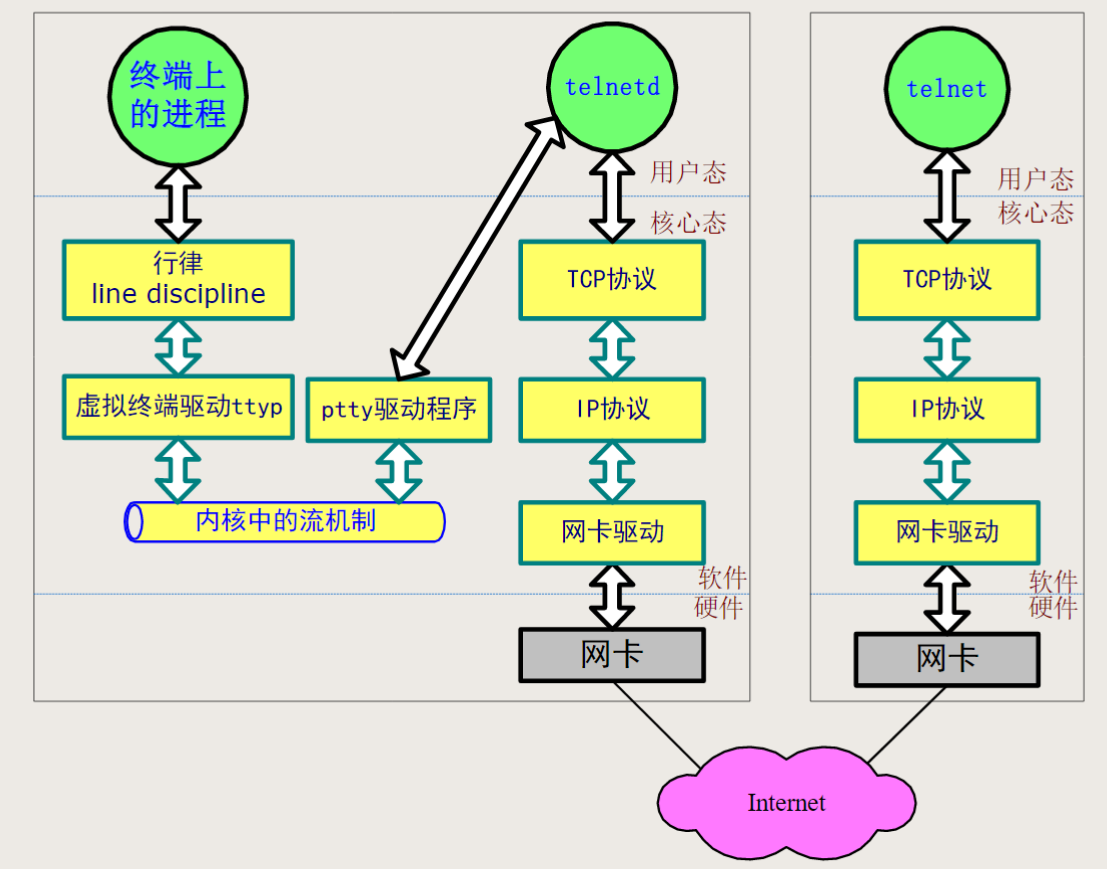 终端上
的进程
telnetd
telnet
用户态
核心态
用户态
核心态
行律
line discipline
TCP协议
TCP协议
虚拟终端驱动ttyp
ptty驱动程序
IP协议
IP协议
内核中的流机制
网卡驱动
网卡驱动
软件
硬件
软件
硬件
网卡
网卡
Internet